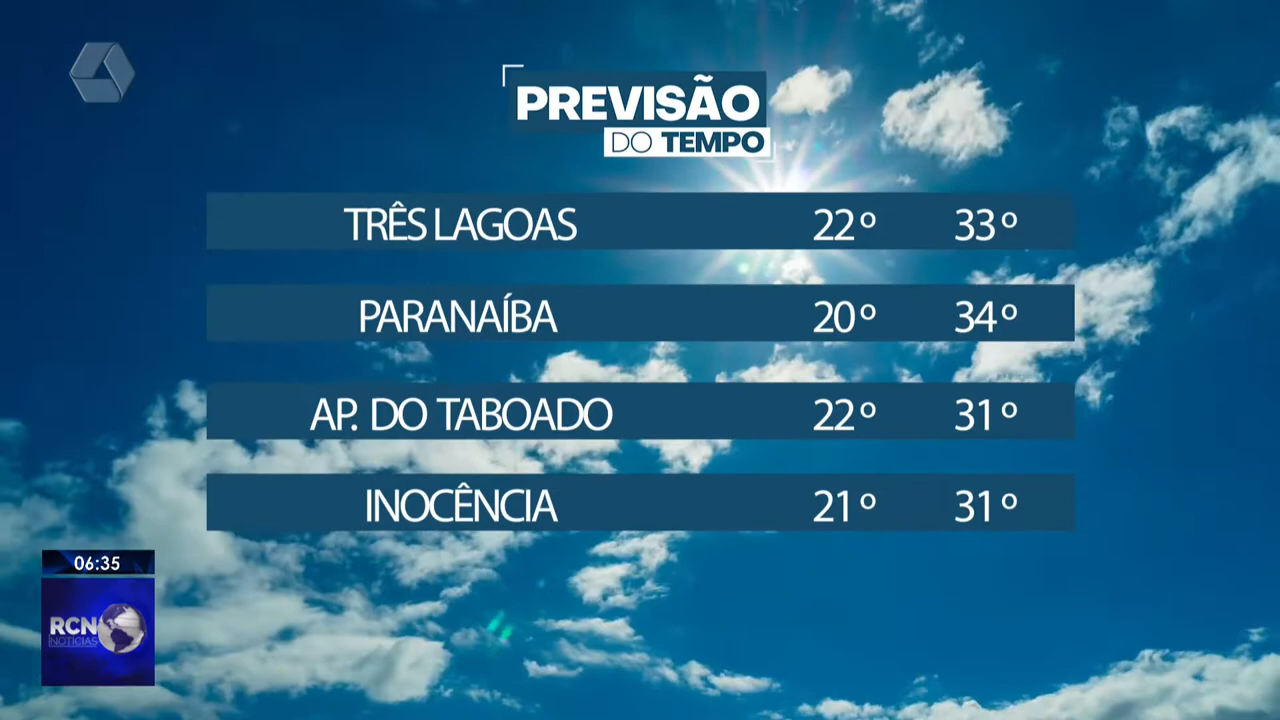 PREVISÃO
DO TEMPO
TRÊS LAGOAS 22º 33º
PARANAÍBA 20º 34º
AP. DO TABOADO 22º 31º
INOCÊNCIA 21º 31º
06:35
RCN
NOTÍCIAS